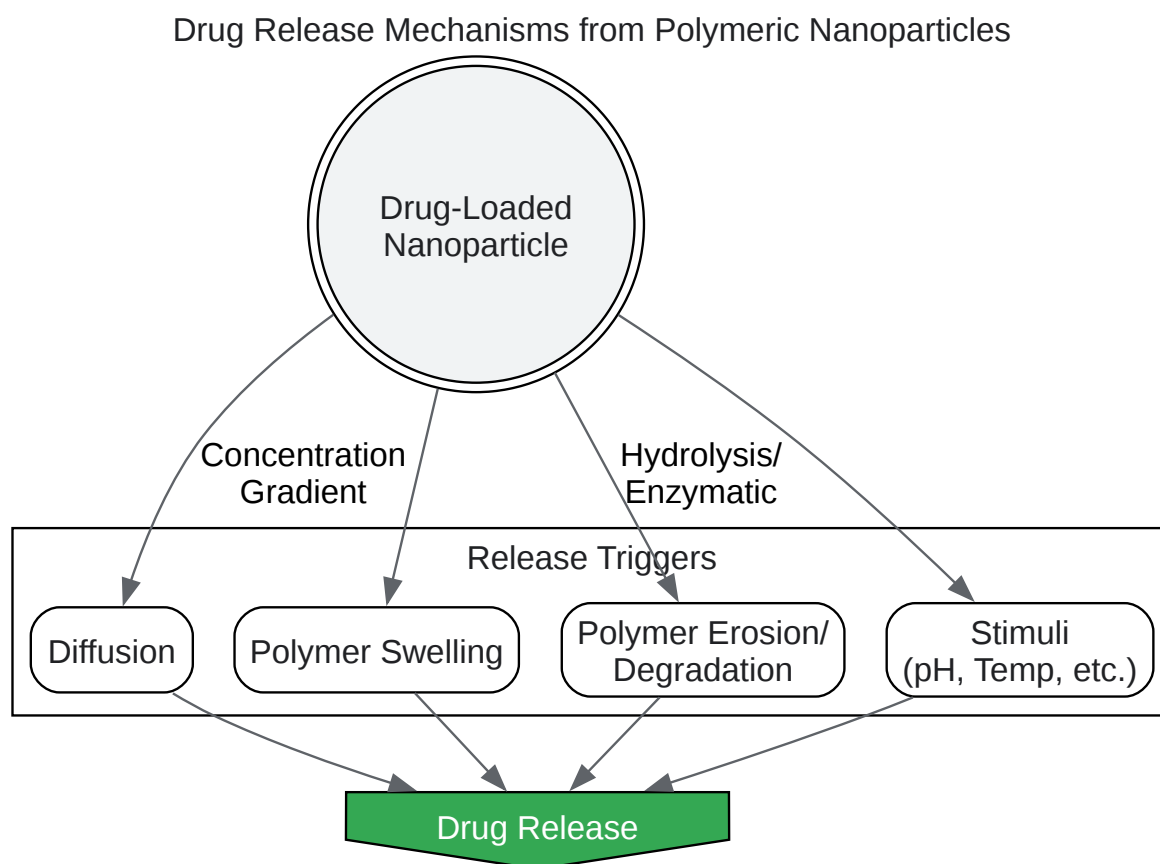 Drug Release Mechanisms from Polymeric Nanoparticles
Drug-Loaded
Nanoparticle
Concentration
Gradient
Hydrolysis/
Enzymatic
Release Triggers
Diffusion
Polymer Swelling
Polymer Erosion/
Degradation
Stimuli
(pH, Temp, etc.)
Drug Release